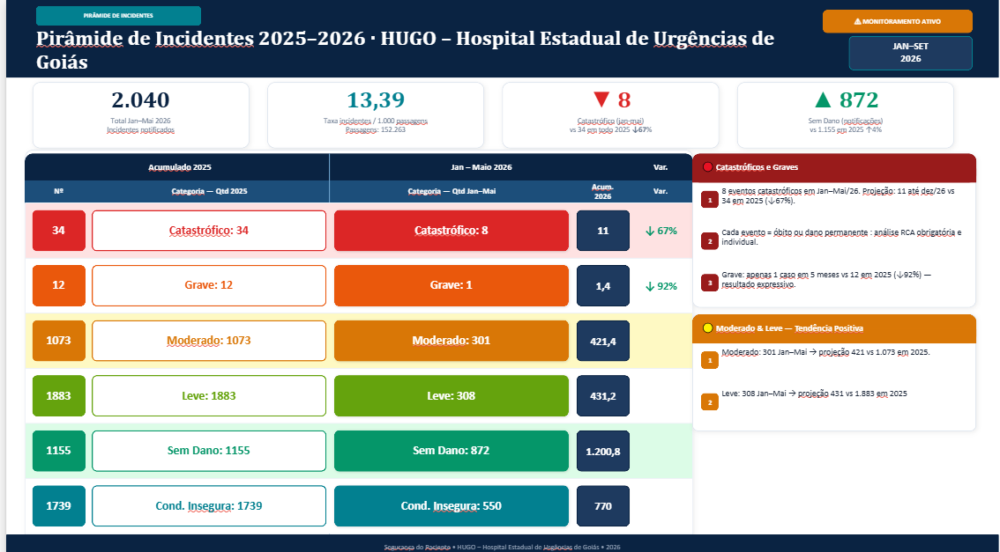 PIRÂMIDE DE INCIDENTES
Pirâmide de Incidentes 2025–2026 · HUGO – Hospital Estadual de Urgências de
Goiás
⚠ MONITORAMENTO ATIVO
JAN–SET
2026
2.040
Total Jan–Mai 2026
Incidentes notificados
13,39
Taxa incidentes / 1.000 passagens
Passagens: 152.263
▼ 8
Catastrófico (jan-mai)
vs 34 em todo 2025 ↓67%
▲ 872
Sem Dano (notificações)
vs 1.155 em 2025 ↑4%
Acumulado 2025
Jan – Maio 2026
Var.
Nº
Categoria — Qtd 2025
Categoria — Qtd Jan–Mai
Acum.
2026
Var.
34
Catastrófico: 34
Catastrófico: 8
11
↓ 67%
12
Grave: 12
Grave: 1
1,4
↓ 92%
1073
Moderado: 1073
Moderado: 301
421,4
1883
Leve: 1883
Leve: 308
431,2
1155
Sem Dano: 1155
Sem Dano: 872
1.200,8
1739
Cond. Insegura: 1739
Cond. Insegura: 550
770
Catastróficos e Graves
1
8 eventos catastróficos em Jan–Mai/26. Projeção: 11 até dez/26 vs
34 em 2025 (↓67%).
2
Cada evento = óbito ou dano permanente : análise RCA obrigatória e
individual.
3
Grave: apenas 1 caso em 5 meses vs 12 em 2025 (↓92%) —
resultado expressivo.
Moderado & Leve — Tendência Positiva
1
Moderado: 301 Jan–Mai → projeção 421 vs 1.073 em 2025.
2
Leve: 308 Jan–Mai → projeção 431 vs 1.883 em 2025
Segurança do Paciente • HUGO – Hospital Estadual de Urgências de Goiás • 2026